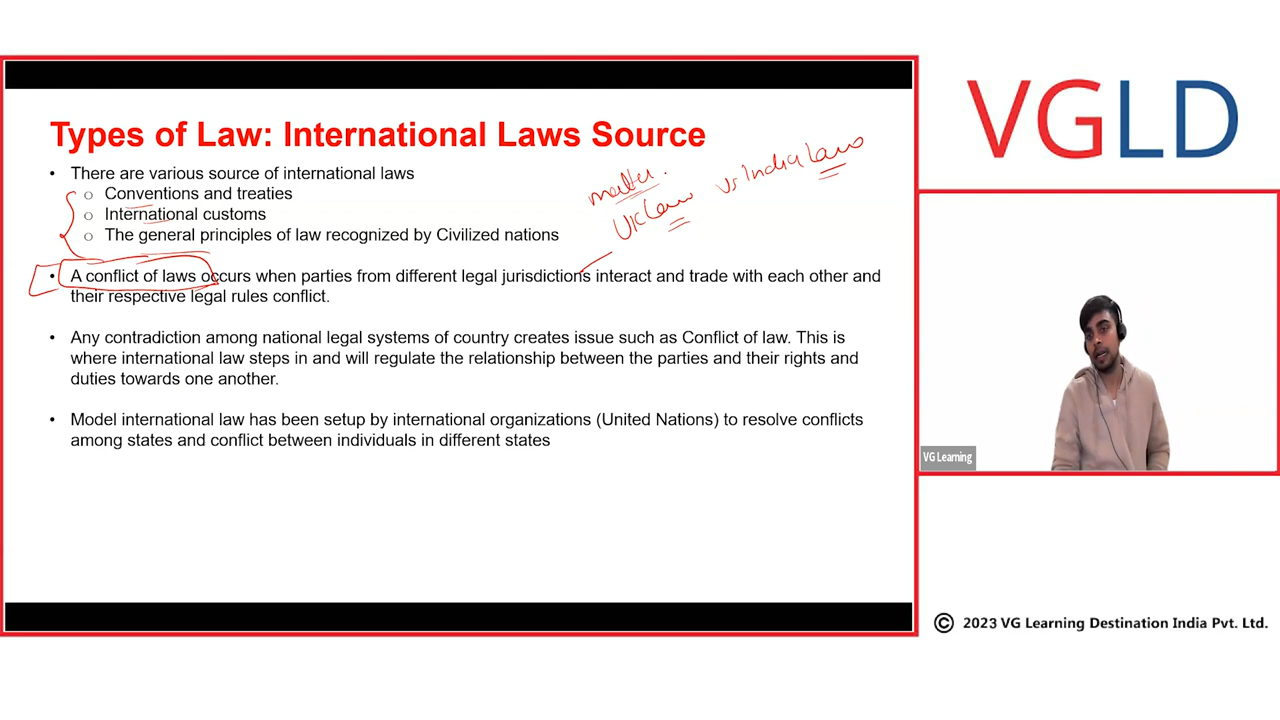 Types of Law: International Laws Source
• There are various source of international laws
o Conventions and treaties
o International customs
o The general principles of law recognized by Civilized nations
matter.
UK law vs India law
• A conflict of laws occurs when parties from different legal jurisdictions interact and trade with each other and
their respective legal rules conflict.
• Any contradiction among national legal systems of country creates issue such as Conflict of law. This is
where international law steps in and will regulate the relationship between the parties and their rights and
duties towards one another.
• Model international law has been setup by international organizations (United Nations) to resolve conflicts
among states and conflict between individuals in different states
VGLD
VG Learning
© 2023 VG Learning Destination India Pvt. Ltd.